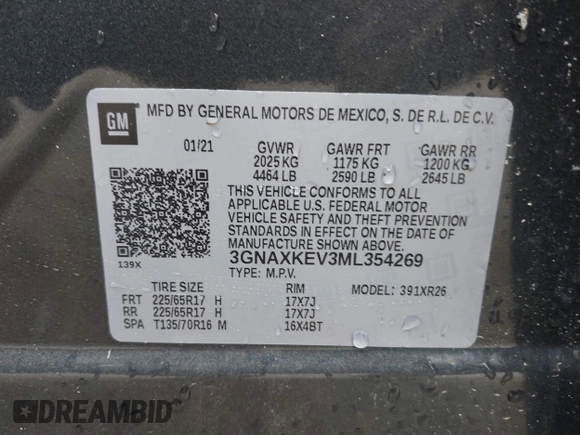 GM
MFD BY GENERAL MOTORS DE MEXICO, S. DE R.L. DE C.V.
01/21 GVWR GAWR FRT GAWR RR
2025 KG 1175 KG 1200 KG
4464 LB 2590 LB 2645 LB
THIS VEHICLE CONFORMS TO ALL
APPLICABLE U.S. FEDERAL MOTOR
VEHICLE SAFETY AND THEFT PREVENTION
STANDARDS IN EFFECT ON THE DATE OF
MANUFACTURE SHOWN ABOVE.
139X 3GNAXKEV3ML354269
TYPE: M.P.V.
TIRE SIZE RIM MODEL: 391XR26
FRT 225/65R17 H 17X7J
RR 225/65R17 H 17X7J
SPA T135/70R16 M 16X4BT
DREAMBID